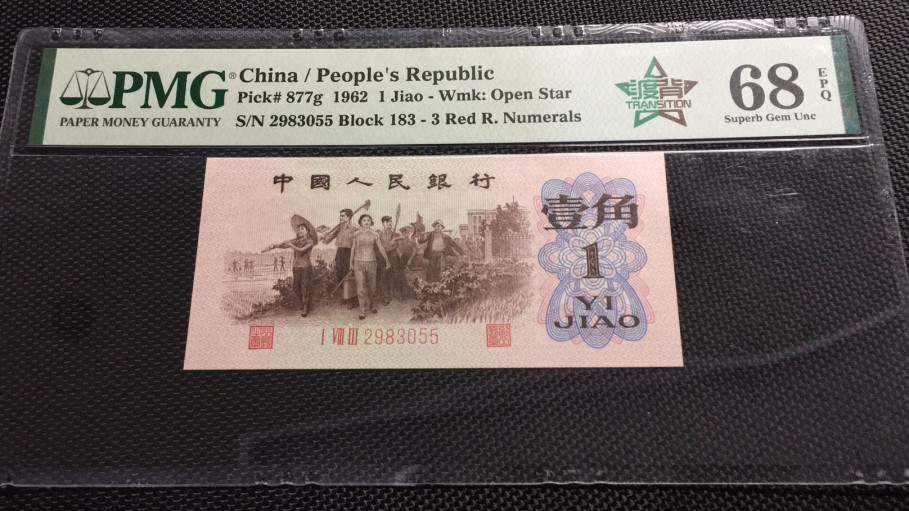 PMG®
PAPER MONEY GUARANTY
China / People's Republic
Pick# 877g 1962 1 Jiao - Wmk: Open Star
S/N 2983055 Block 183 - 3 Red R. Numerals
渡背
TRANSITION
68
EPQ
Superb Gem Unc
中國人民銀行
壹角
1
YI
JIAO
I VIII III 2983055